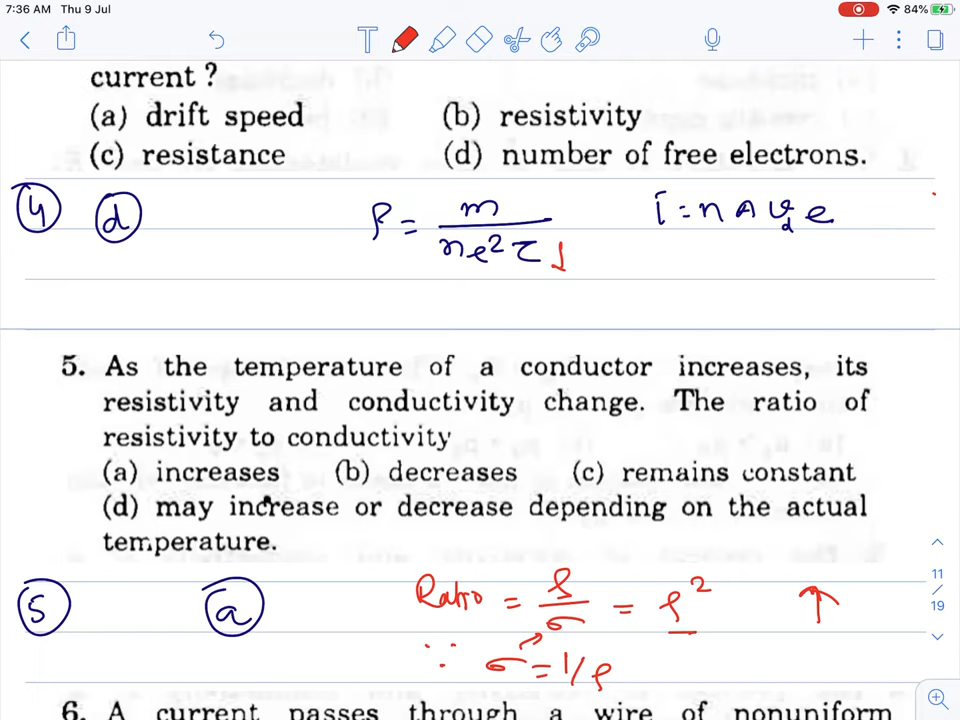 7:36 AM Thu 9 Jul
84%
T
current ?
(a) drift speed (b) resistivity
(c) resistance (d) number of free electrons.
4 d ρ = m / ne²τ ↓ I = n A v_d e
5. As the temperature of a conductor increases, its
resistivity and conductivity change. The ratio of
resistivity to conductivity
(a) increases (b) decreases (c) remains constant
(d) may increase or decrease depending on the actual
temperature.
11
/
19
5 a Ratio = ρ / σ = ρ² ↑
∵ σ = 1/ρ
6. A current passes through a wire of nonuniform